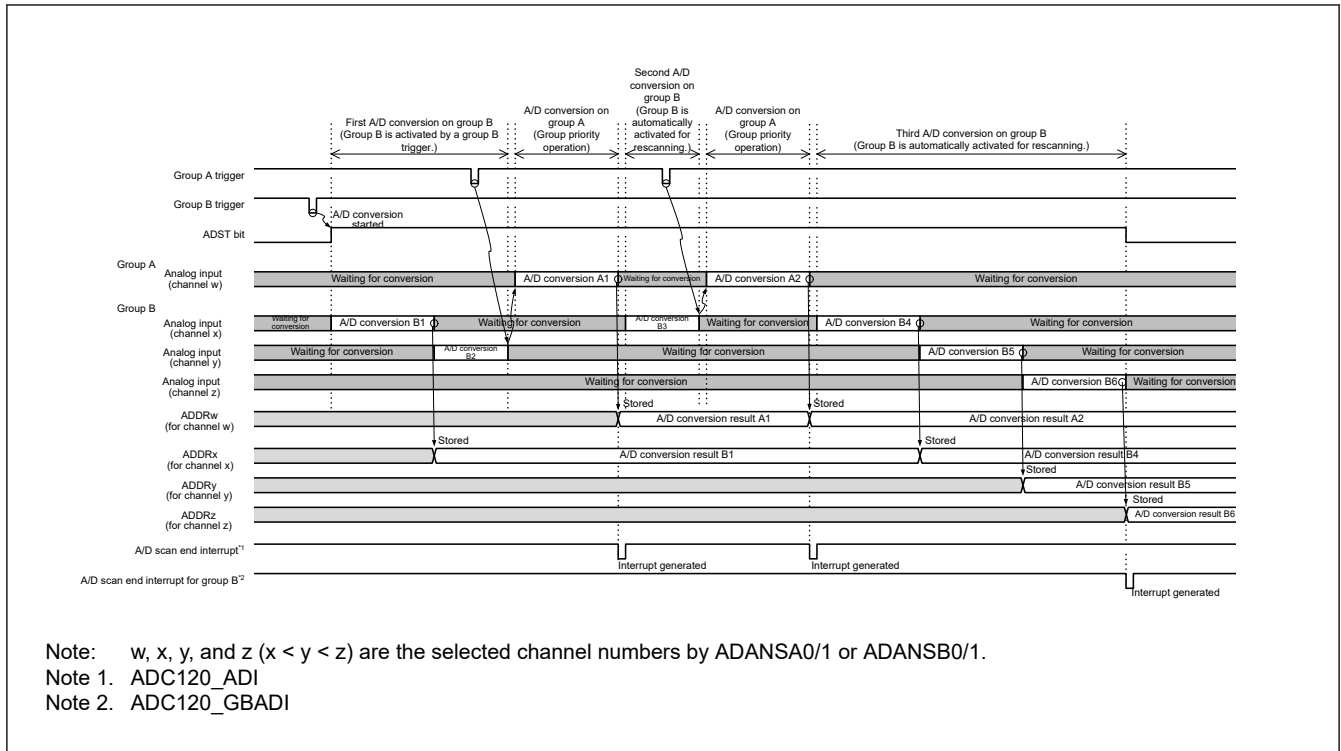 First A/D conversion on group B
(Group B is activated by a group B
trigger.)
A/D conversion on
group A
(Group priority
operation)
Second A/D
conversion on
group B
(Group B is
automatically
activated for
rescanning.)
A/D conversion on
group A
(Group priority
operation)
Third A/D conversion on group B
(Group B is automatically activated for rescanning.)
Group A trigger
Group B trigger
A/D conversion
started
ADST bit
Group A
Analog input
(channel w)
Waiting for conversion
A/D conversion A1
Waiting for conversion
A/D conversion A2
Waiting for conversion
Group B
Analog input
(channel x)
Waiting for
conversion
A/D conversion B1
Waiting for conversion
A/D conversion
B3
Waiting for conversion
A/D conversion B4
Waiting for conversion
Analog input
(channel y)
Waiting for conversion
A/D conversion
B2
Waiting for conversion
A/D conversion B5
Waiting for conversion
Analog input
(channel z)
Waiting for conversion
A/D conversion B6
Waiting for conversion
Stored
Stored
ADDRw
(for channel w)
A/D conversion result A1
A/D conversion result A2
Stored
Stored
ADDRx
(for channel x)
A/D conversion result B1
A/D conversion result B4
Stored
ADDRy
(for channel y)
A/D conversion result B5
Stored
ADDRz
(for channel z)
A/D conversion result B6
A/D scan end interrupt*1
Interrupt generated
Interrupt generated
A/D scan end interrupt for group B*2
Interrupt generated
Note: w, x, y, and z (x < y < z) are the selected channel numbers by ADANSA0/1 or ADANSB0/1.
Note 1. ADC120_ADI
Note 2. ADC120_GBADI